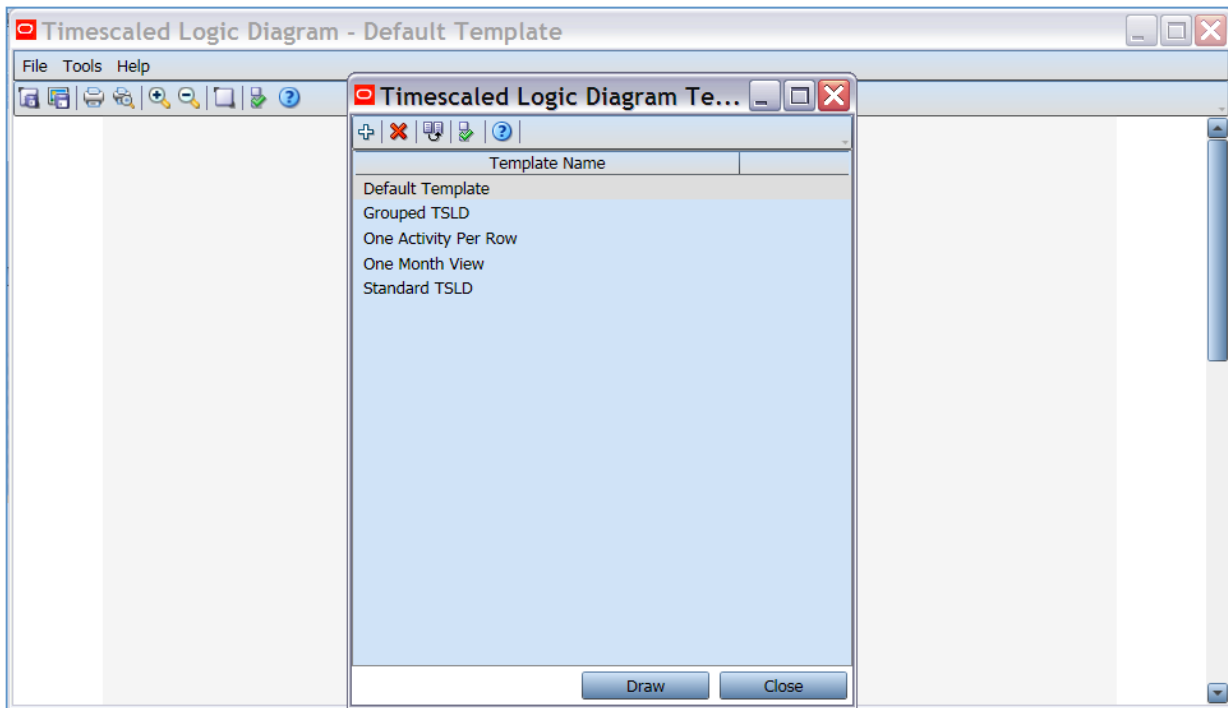 Timescaled Logic Diagram - Default Template
File Tools Help
Timescaled Logic Diagram Te...
Template Name
Default Template
Grouped TSLD
One Activity Per Row
One Month View
Standard TSLD
Draw Close